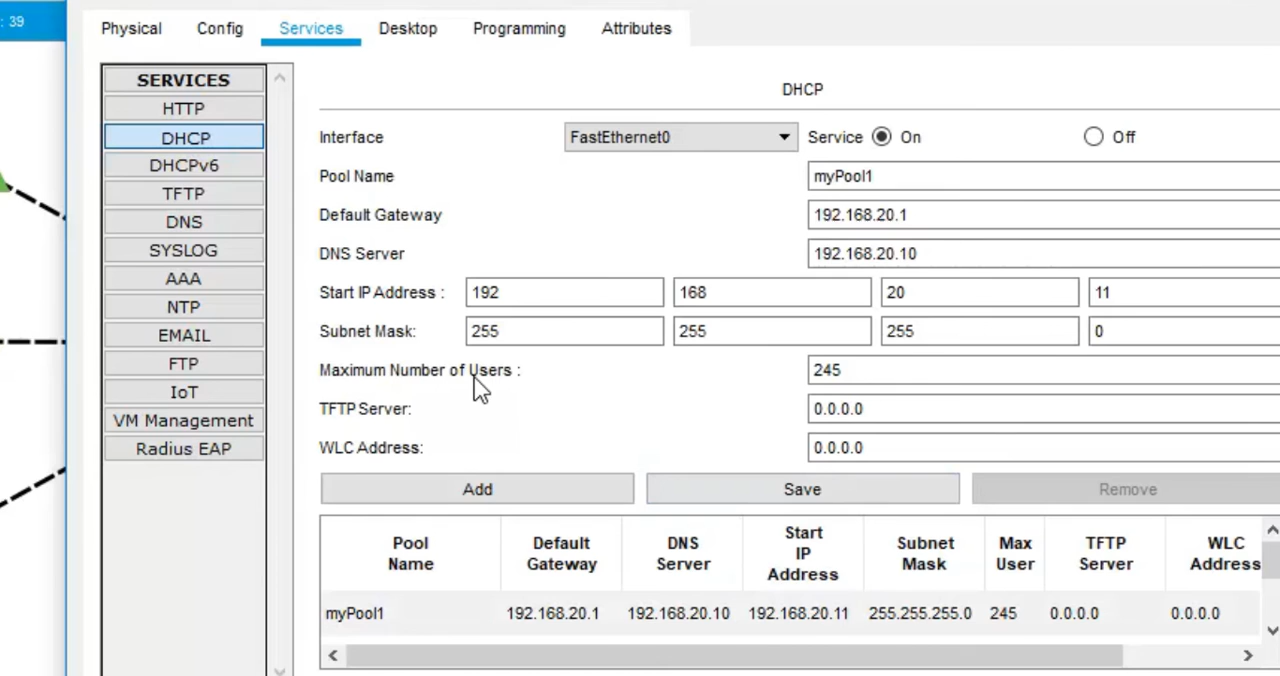 : 39
Physical Config Services Desktop Programming Attributes
SERVICES
HTTP
DHCP
DHCPv6
TFTP
DNS
SYSLOG
AAA
NTP
EMAIL
FTP
IoT
VM Management
Radius EAP
DHCP
Interface FastEthernet0 Service On Off
Pool Name myPool1
Default Gateway 192.168.20.1
DNS Server 192.168.20.10
Start IP Address : 192 168 20 11
Subnet Mask: 255 255 255 0
Maximum Number of Users : 245
TFTP Server: 0.0.0.0
WLC Address: 0.0.0.0
Add Save Remove
Pool Name Default Gateway DNS Server Start IP Address Subnet Mask Max User TFTP Server WLC Address
myPool1 192.168.20.1 192.168.20.10 192.168.20.11 255.255.255.0 245 0.0.0.0 0.0.0.0